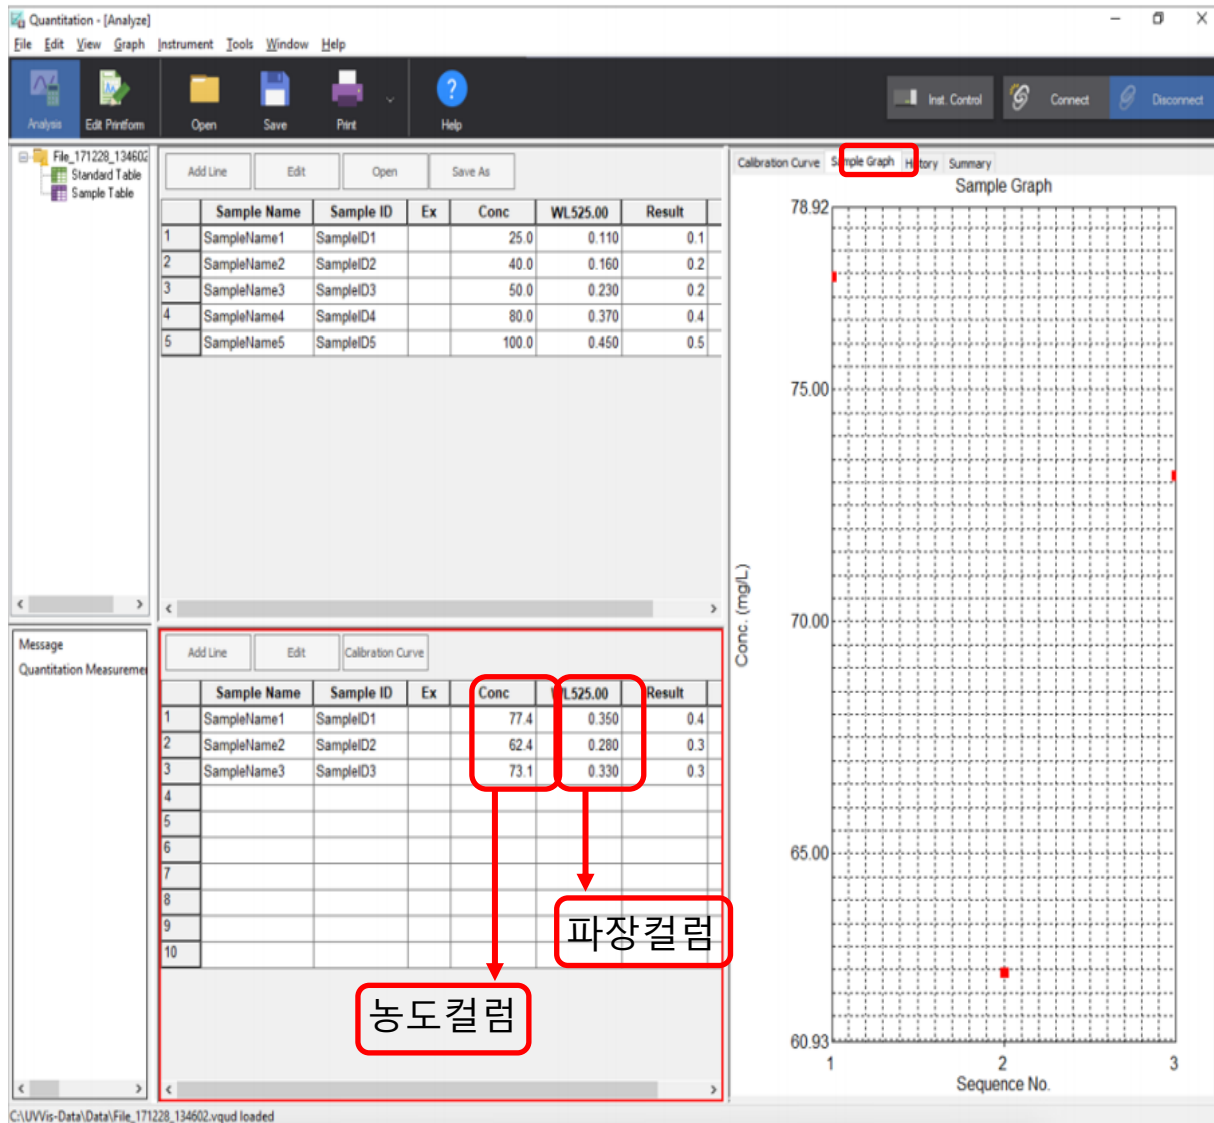 Quantitation - [Analyze]
File Edit View Graph Instrument Tools Window Help
Analysis Edit Printform Open Save Print Help Inst. Control Connect Disconnect
File_171228_134602
Standard Table
Sample Table
Add Line Edit Open Save As
Sample Name Sample ID Ex Conc WL525.00 Result
1 SampleName1 SampleID1 25.0 0.110 0.1
2 SampleName2 SampleID2 40.0 0.160 0.2
3 SampleName3 SampleID3 50.0 0.230 0.2
4 SampleName4 SampleID4 80.0 0.370 0.4
5 SampleName5 SampleID5 100.0 0.450 0.5
Message
Quantitation Measuremen
Add Line Edit Calibration Curve
Sample Name Sample ID Ex Conc WL525.00 Result
1 SampleName1 SampleID1 77.4 0.350 0.4
2 SampleName2 SampleID2 62.4 0.280 0.3
3 SampleName3 SampleID3 73.1 0.330 0.3
4
5
6
7
8
9
10
파장컬럼
농도컬럼
Calibration Curve Sample Graph History Summary
Sample Graph
78.92
75.00
70.00
65.00
60.93
Conc. (mg/L)
1 2 3
Sequence No.
C:\UVVis-Data\Data\File_171228_134602.vqud loaded